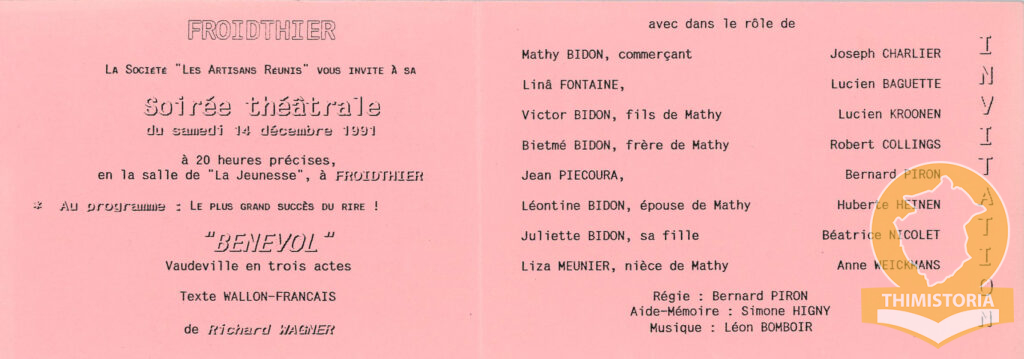 FROIDTHIER
LA SOCIÉTÉ "LES ARTISANS RÉUNIS" VOUS INVITE À SA
Soirée théâtrale
du samedi 14 décembre 1991
à 20 heures précises,
en la salle de "La Jeunesse", à FROIDTHIER
* Au programme : LE PLUS GRAND SUCCÈS DU RIRE !
"BENEVOL"
Vaudeville en trois actes
Texte WALLON-FRANCAIS
de Richard WAGNER
avec dans le rôle de
Mathy BIDON, commerçant Joseph CHARLIER
Linâ FONTAINE, Lucien BAGUETTE
Victor BIDON, fils de Mathy Lucien KROONEN
Bietmé BIDON, frère de Mathy Robert COLLINGS
Jean PIECOURA, Bernard PIRON
Léontine BIDON, épouse de Mathy Huberte HEINEN
Juliette BIDON, sa fille Béatrice NICOLET
Liza MEUNIER, nièce de Mathy Anne WEICKMANS
Régie : Bernard PIRON
Aide-Mémoire : Simone HIGNY
Musique : Léon BOMBOIR
INVITATION
THIMISTORIA